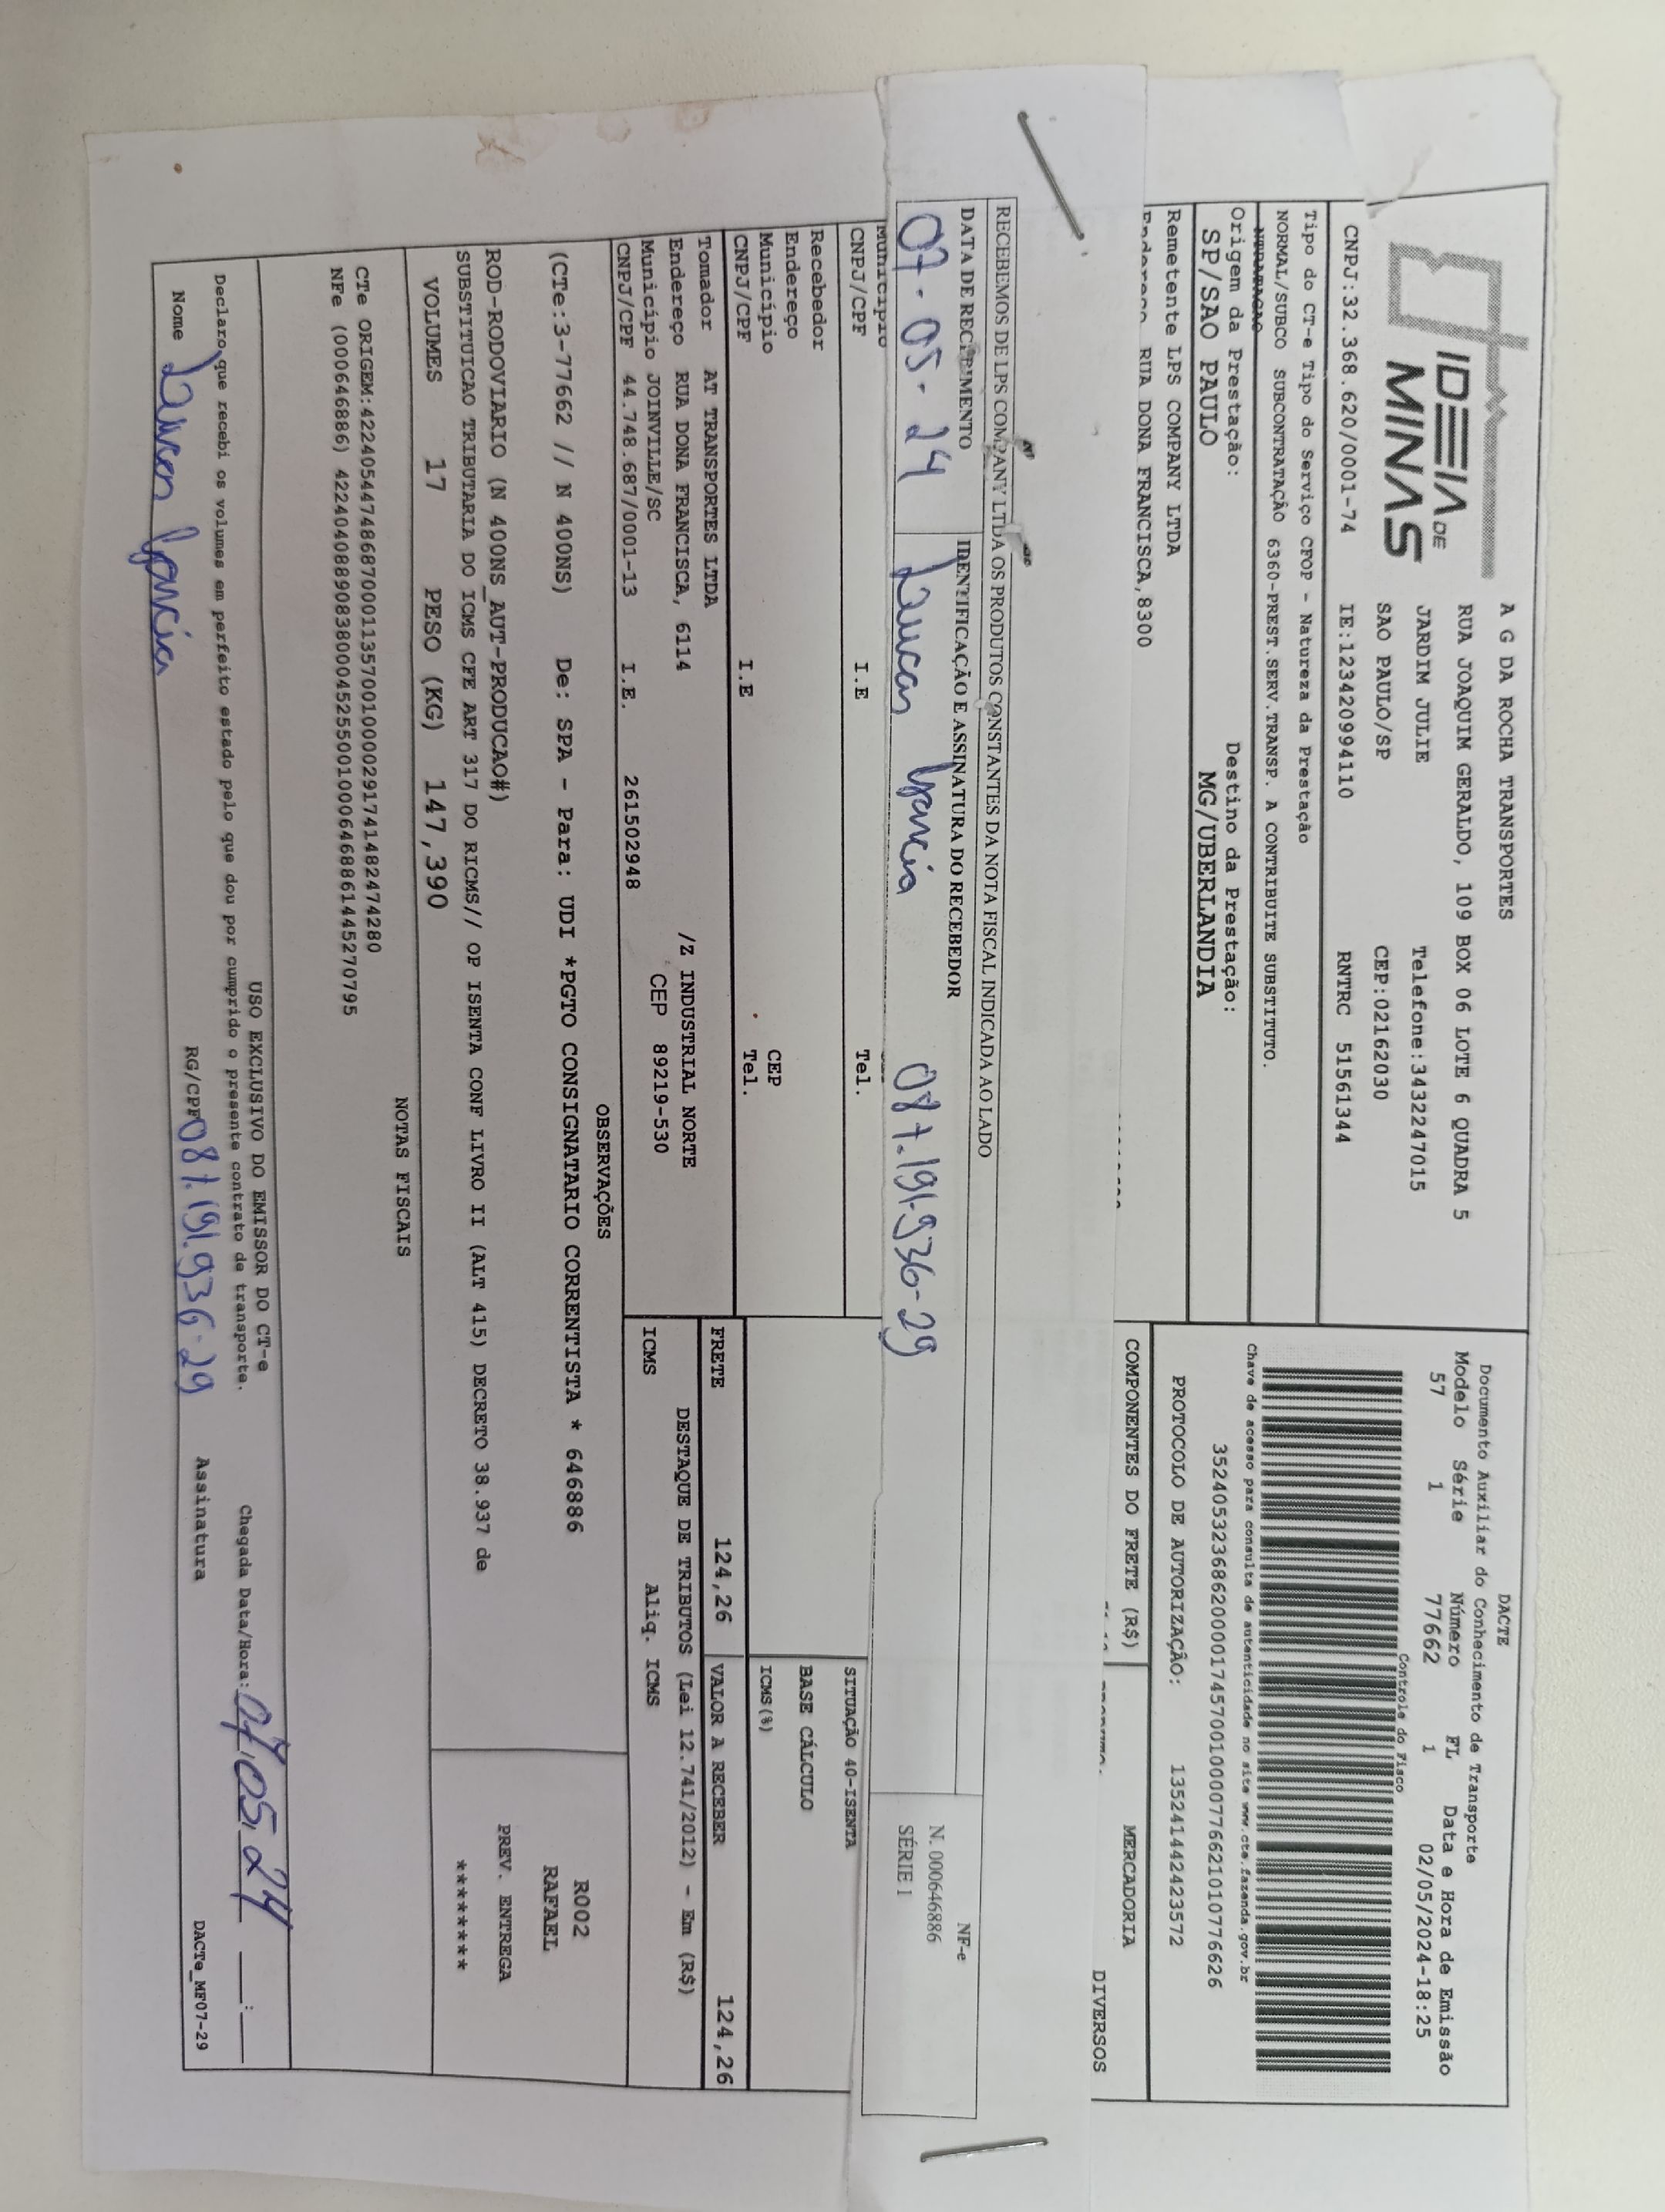 IDEIA DE
MINAS
A G DA ROCHA TRANSPORTES
RUA JOAQUIM GERALDO, 109 BOX 06 LOTE 6 QUADRA 5
JARDIM JULIE Telefone:3432247015
SAO PAULO/SP CEP:02162030
CNPJ:32.368.620/0001-74 IE:123420994110 RNTRC 51561344
DACTE
Documento Auxiliar do Conhecimento de Transporte
Modelo Série Número FL Data e Hora de Emissão
57 1 77662 1 02/05/2024-18:25
Controle do Fisco
Chave de acesso para consulta de autenticidade no site www.cte.fazenda.gov.br
35240532368620000174570010000776621010776626
PROTOCOLO DE AUTORIZAÇÃO: 135241442423572
Tipo do CT-e Tipo do Serviço CFOP - Natureza da Prestação
NORMAL/SUBCO SUBCONTRATAÇÃO 6360-PREST.SERV.TRANSP. A CONTRIBUITE SUBSTITUTO.
Origem da Prestação: Destino da Prestação:
SP/SAO PAULO MG/UBERLANDIA
Remetente LPS COMPANY LTDA
Endereço RUA DONA FRANCISCA,8300
COMPONENTES DO FRETE (R$) MERCADORIA DIVERSOS
RECEBEMOS DE LPS COMPANY LTDA OS PRODUTOS CONSTANTES DA NOTA FISCAL INDICADA AO LADO
DATA DE RECEBIMENTO IDENTIFICAÇÃO E ASSINATURA DO RECEBEDOR
07-05-24 Lucas Garcia 087.191.936-29
NF-e
N. 000646886
SÉRIE 1
Município
CNPJ/CPF I.E Tel.
Recebedor
Endereço
Município CEP
CNPJ/CPF I.E Tel.
SITUAÇÃO 40-ISENTA
BASE CÁLCULO
ICMS(%)
Tomador AT TRANSPORTES LTDA
Endereço RUA DONA FRANCISCA, 6114 /Z INDUSTRIAL NORTE
Município JOINVILLE/SC CEP 89219-530
CNPJ/CPF 44.748.687/0001-13 I.E. 261502948
FRETE 124,26 VALOR A RECEBER 124,26
DESTAQUE DE TRIBUTOS (Lei 12.741/2012) - Em (R$)
ICMS Aliq. ICMS
OBSERVAÇÕES
(CTe:3-77662 // N 400NS) De: SPA - Para: UDI *PGTO CONSIGNATARIO CORRENTISTA * 646886
ROD-RODOVIARIO (N 400NS_AUT-PRODUCAO#)
SUBSTITUICAO TRIBUTARIA DO ICMS CFE ART 317 DO RICMS// OP ISENTA CONF LIVRO II (ALT 415) DECRETO 38.937 de
R002
RAFAEL
PREV. ENTREGA
********
VOLUMES 17 PESO (KG) 147,390
NOTAS FISCAIS
CTe ORIGEM:42240544748687000113570010000291741482474280
NFe (000646886) 42240408890838000452550010006468861445270795
USO EXCLUSIVO DO EMISSOR DO CT-e
Declaro que recebi os volumes em perfeito estado pelo que dou por cumprido o presente contrato de transporte. Chegada Data/Hora: 07/05.24 __:__
Nome Lucas Garcia RG/CPF 087.191.936-29 Assinatura
DACTe_MF07-29